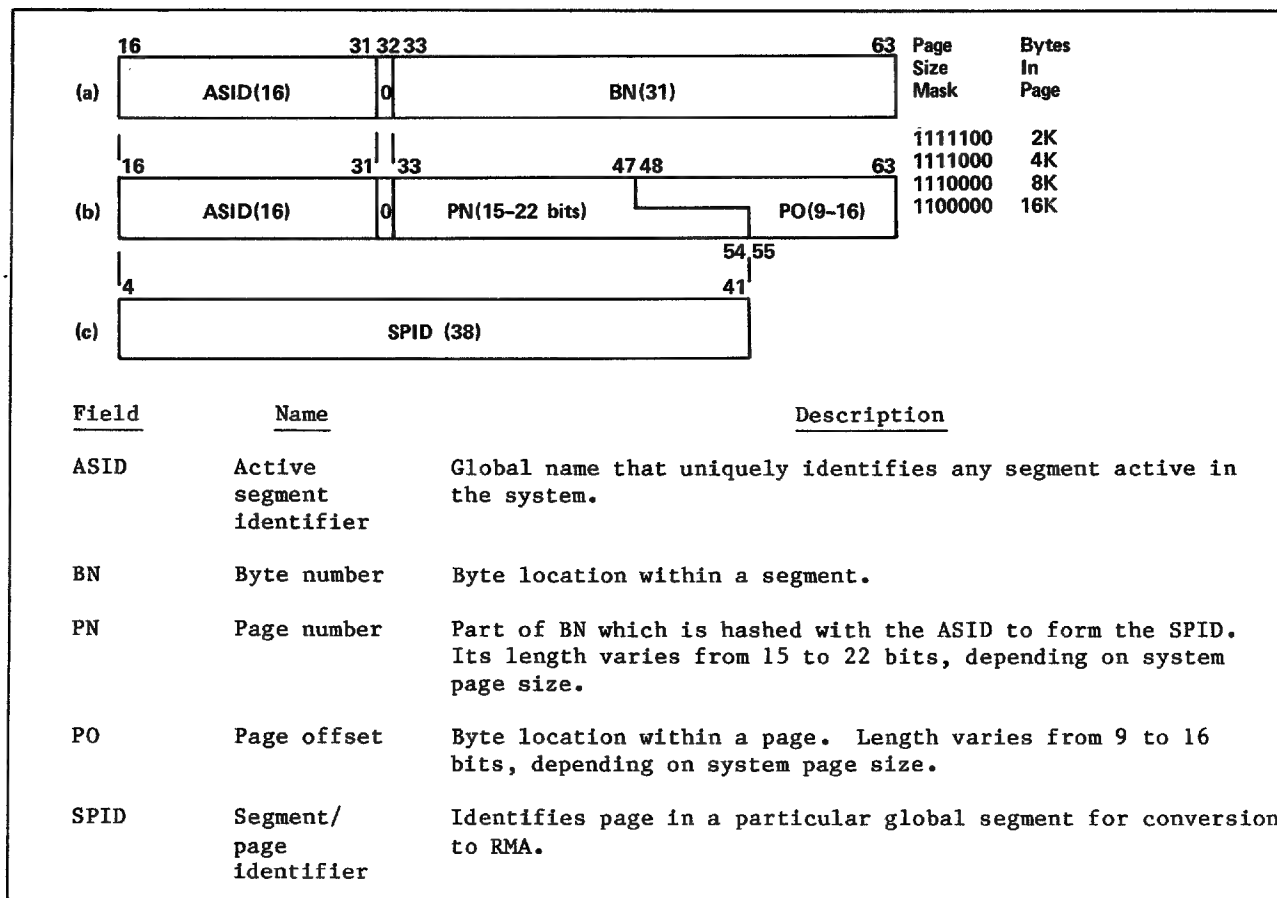 16 31 32 33 63 Page Bytes
Size In
Mask Page
(a) ASID(16) 0 BN(31)
1111100 2K
16 31 33 47 48 63 1111000 4K
1110000 8K
(b) ASID(16) 0 PN(15-22 bits) PO(9-16) 1100000 16K
54 55
4 41
(c) SPID (38)
Field Name Description
ASID Active Global name that uniquely identifies any segment active in
segment the system.
identifier
BN Byte number Byte location within a segment.
PN Page number Part of BN which is hashed with the ASID to form the SPID.
Its length varies from 15 to 22 bits, depending on system
page size.
PO Page offset Byte location within a page. Length varies from 9 to 16
bits, depending on system page size.
SPID Segment/ Identifies page in a particular global segment for conversion
page to RMA.
identifier